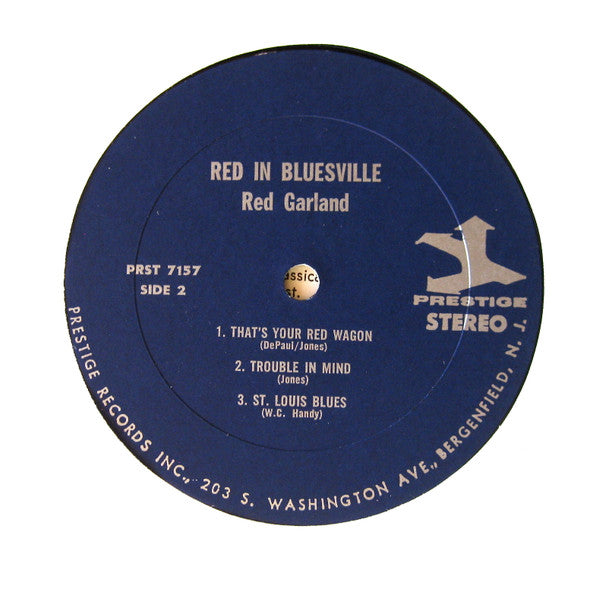 RED IN BLUESVILLE
Red Garland
PRST 7157
SIDE 2
PRESTIGE
STEREO
1. THAT'S YOUR RED WAGON
(DePaul/Jones)
2. TROUBLE IN MIND
(Jones)
3. ST. LOUIS BLUES
(W.C. Handy)
PRESTIGE RECORDS INC., 203 S. WASHINGTON AVE., BERGENFIELD, N. J.